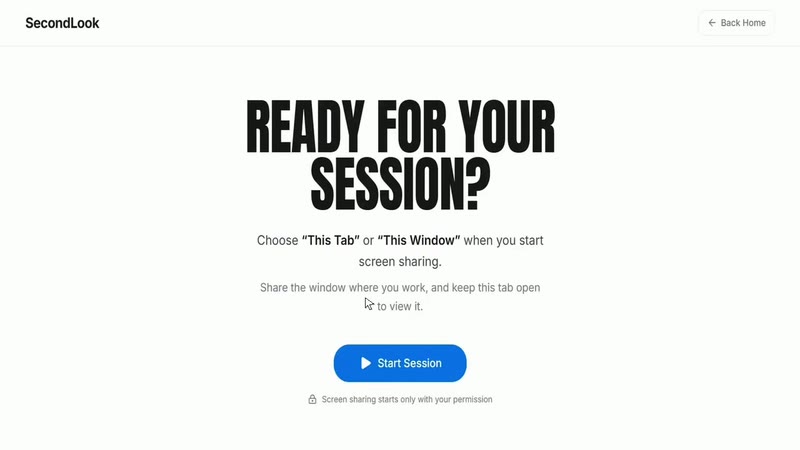 SecondLook
Back Home
READY FOR YOUR
SESSION?
Choose “This Tab” or “This Window” when you start
screen sharing.
Share the window where you work, and keep this tab open
to view it.
Start Session
Screen sharing starts only with your permission